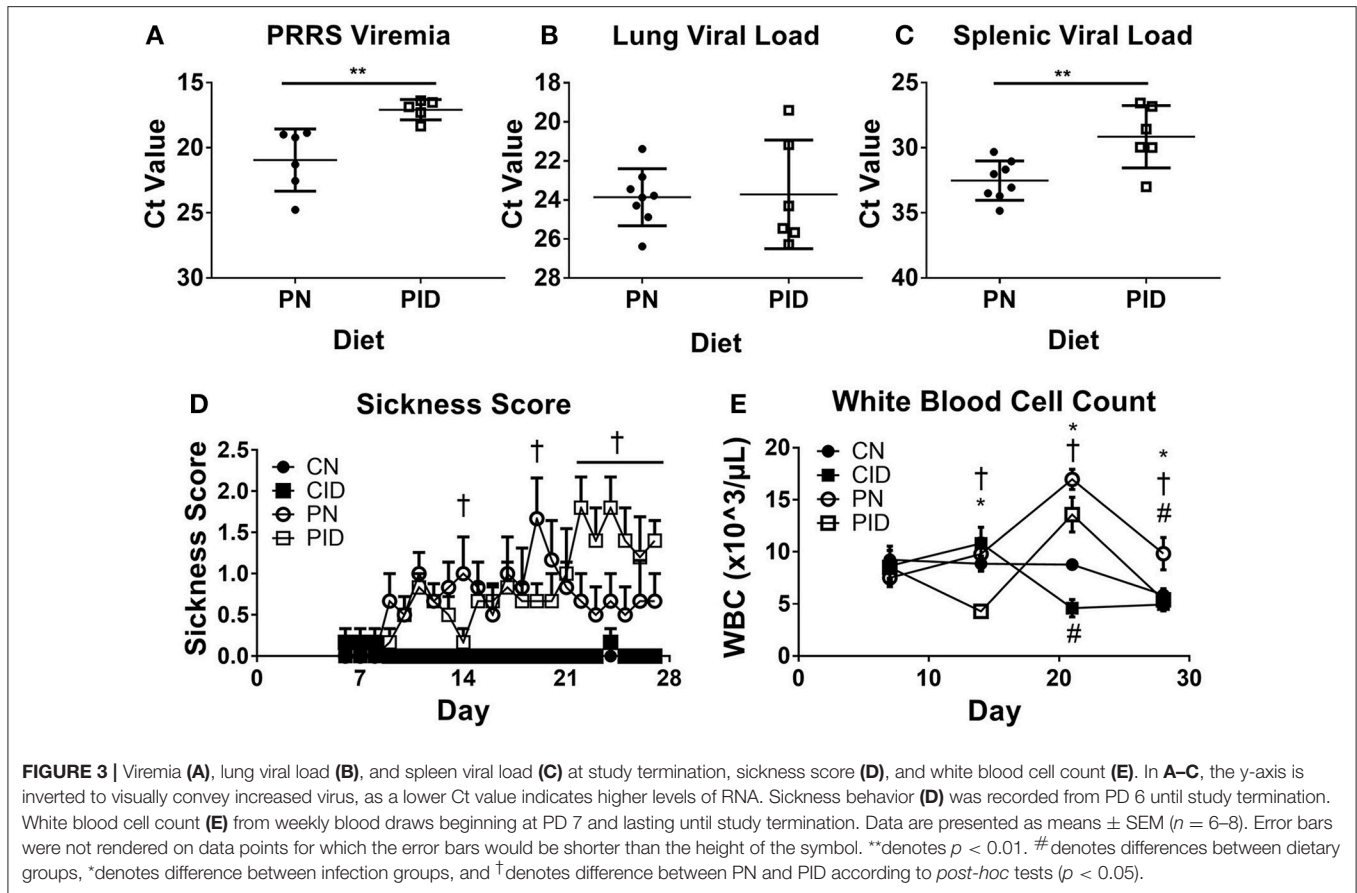 A PRRS Viremia
**
15
20
25
30
Ct Value
PN PID
Diet
B Lung Viral Load
18
20
22
24
26
28
Ct Value
PN PID
Diet
C Splenic Viral Load
**
25
30
35
40
Ct Value
PN PID
Diet
D Sickness Score
2.5
2.0
1.5
1.0
0.5
0.0
Sickness Score
CN
CID
PN
PID
†
†
†
0 7 14 21 28
Day
E White Blood Cell Count
20
15
10
5
0
WBC (x10^3/µL)
CN
CID
PN
PID
†
*
*
†
#
*
†
#
0 10 20 30
Day
FIGURE 3 | Viremia (A), lung viral load (B), and spleen viral load (C) at study termination, sickness score (D), and white blood cell count (E). In A–C, the y-axis is
inverted to visually convey increased virus, as a lower Ct value indicates higher levels of RNA. Sickness behavior (D) was recorded from PD 6 until study termination.
White blood cell count (E) from weekly blood draws beginning at PD 7 and lasting until study termination. Data are presented as means ± SEM (n = 6–8). Error bars
were not rendered on data points for which the error bars would be shorter than the height of the symbol. **denotes p < 0.01. #denotes differences between dietary
groups, *denotes difference between infection groups, and †denotes difference between PN and PID according to post-hoc tests (p < 0.05).